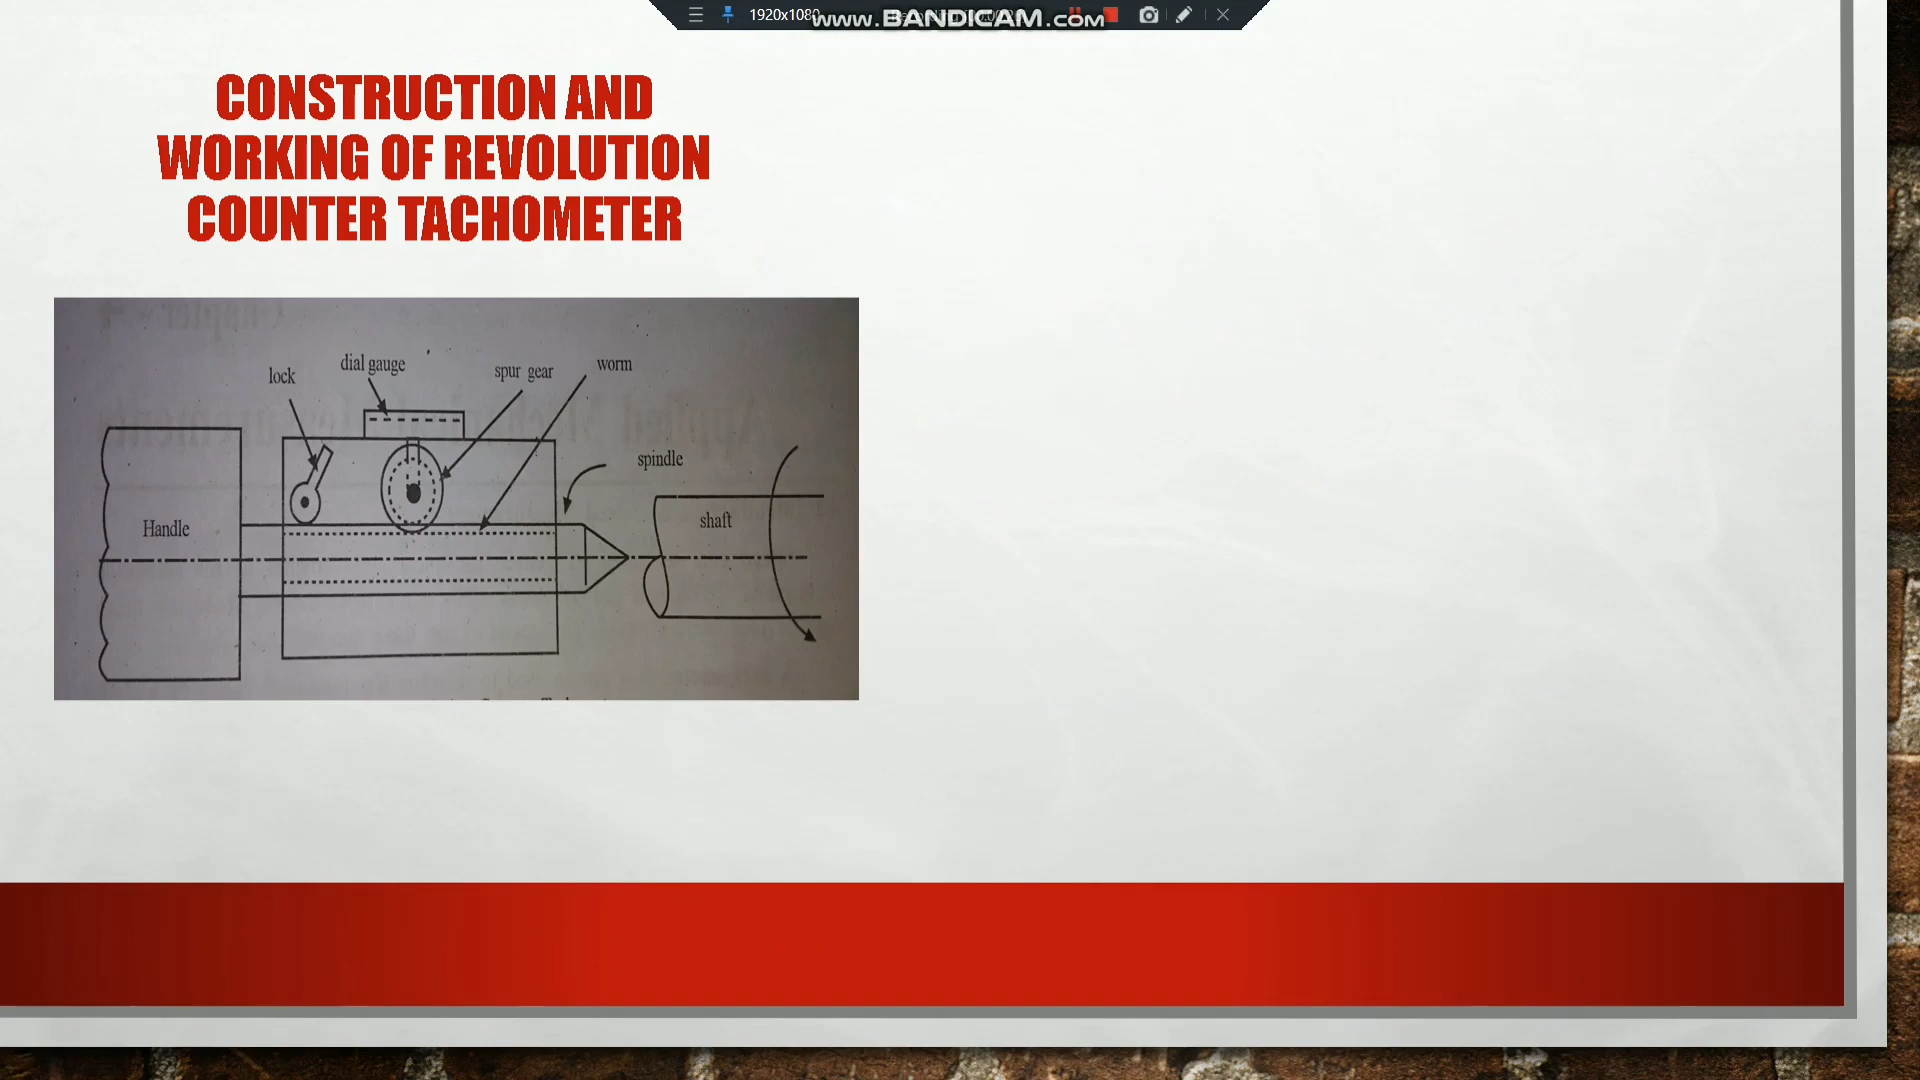 1920x1080
www.BANDICAM.com
CONSTRUCTION AND
WORKING OF REVOLUTION
COUNTER TACHOMETER
lock
dial gauge
spur gear
worm
spindle
Handle
shaft